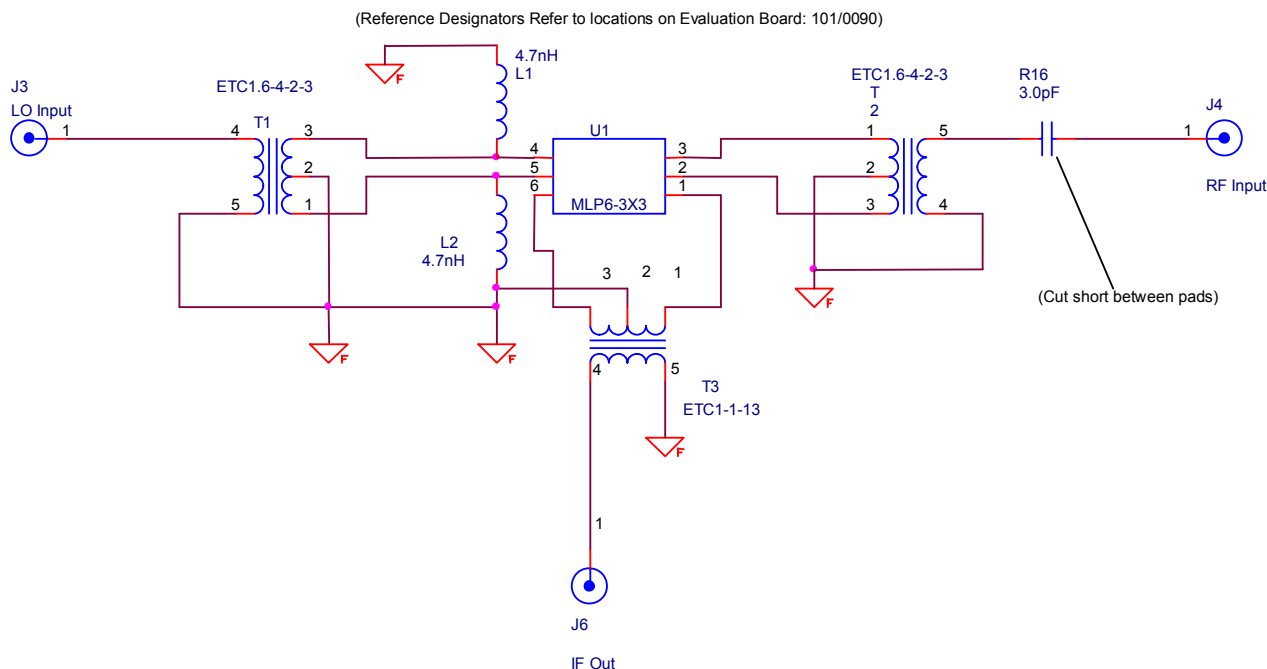 (Reference Designators Refer to locations on Evaluation Board: 101/0090)
J3
LO Input
1
ETC1.6-4-2-3
T1
4
5
3
2
1
F
4.7nH
L1
F
L2
4.7nH
F
U1
4
5
6
3
2
1
MLP6-3X3
ETC1.6-4-2-3
T
2
1
2
3
5
4
F
R16
3.0pF
J4
1
RF Input
(Cut short between pads)
3
2
1
4
5
T3
ETC1-1-13
F
1
J6
IF Out